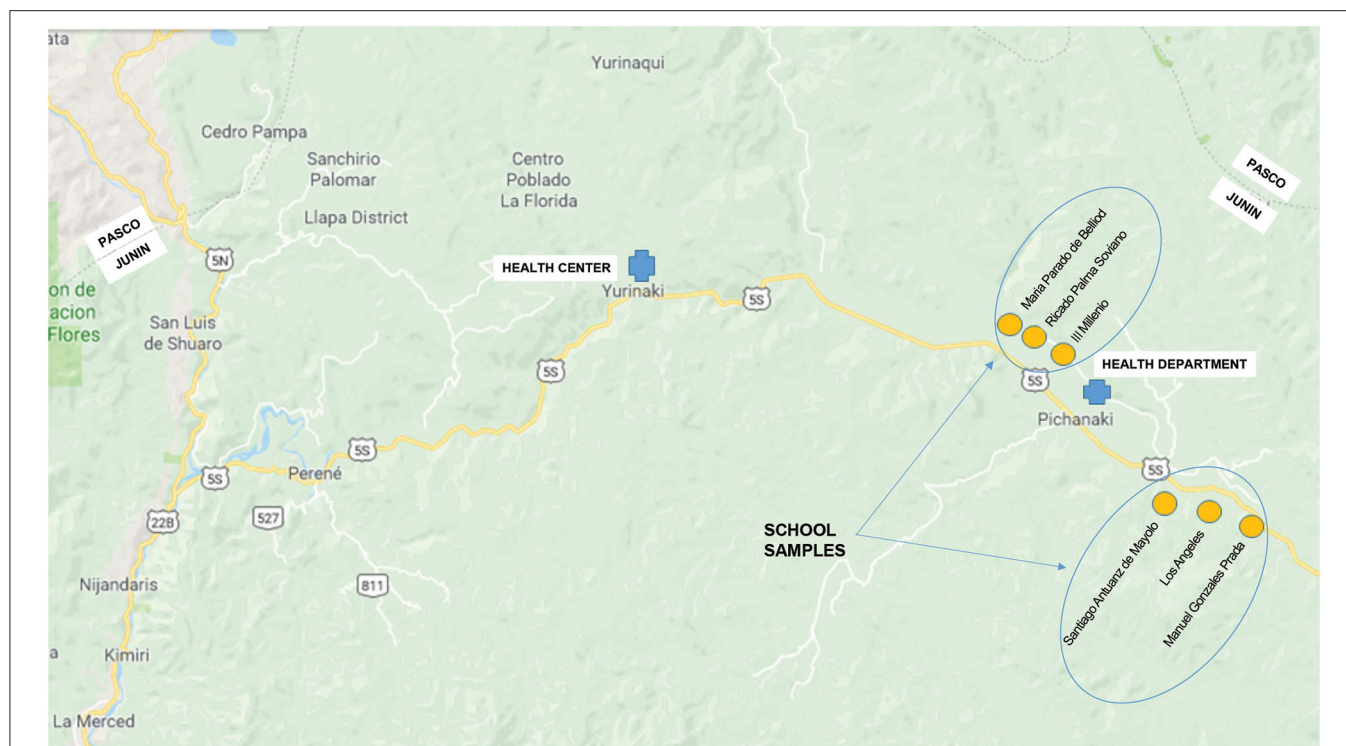 ata
Yurinaqui
Cedro Pampa
Sanchirio
Palomar
Centro
Poblado
La Florida
Llapa District
PASCO
JUNIN
PASCO
JUNIN
5N
HEALTH CENTER
Yurinaki
5S
on de
acion
Flores
San Luis
de Shuaro
Maria Parado de Belliod
Ricado Palma Soviano
III Millenio
HEALTH DEPARTMENT
5S
5S
Pichanaki
5S
5S
Perené
5S
5S
22B
527
SCHOOL
SAMPLES
Santiago Antuanz de Mayolo
Los Angeles
Manuel Gonzales Prada
Nijandaris
811
a
Kimiri
La Merced